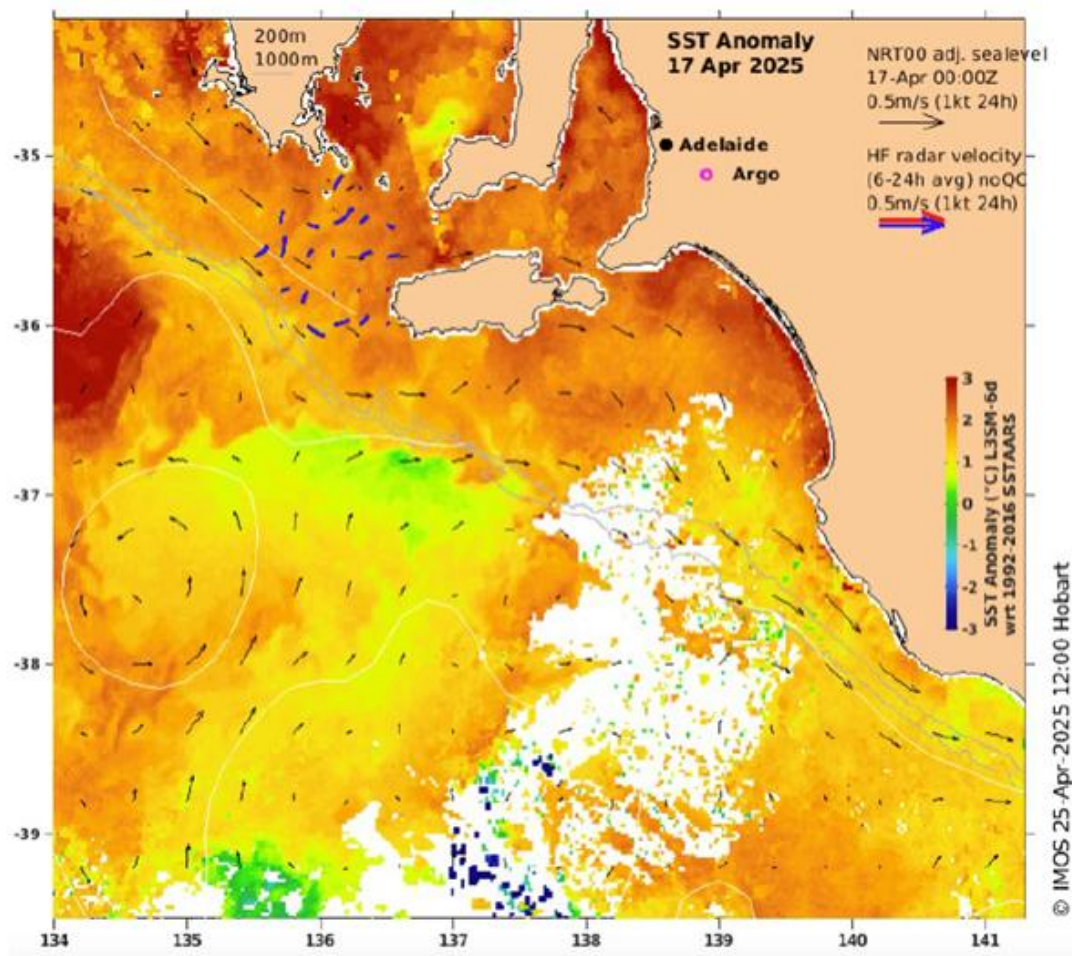 200m
1000m
SST Anomaly
17 Apr 2025
NRT00 adj. sealevel
17-Apr 00:00Z
0.5m/s (1kt 24h)
Adelaide
Argo
HF radar velocity
(6-24h avg) noQC
0.5m/s (1kt 24h)
-35
-36
-37
-38
-39
3
2
1
0
-1
-2
-3
SST Anomaly (°C) L3SM-6d
wrt 1992-2016 SSTAARS
134
135
136
137
138
139
140
141
© IMOS 25-Apr-2025 12:00 Hobart